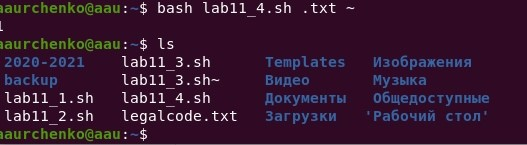 aaurchenko@aau:~$ bash lab11_4.sh .txt ~
1
aaurchenko@aau:~$ ls
2020-2021 lab11_3.sh Templates Изображения
backup lab11_3.sh~ Видео Музыка
lab11_1.sh lab11_4.sh Документы Общедоступные
lab11_2.sh legalcode.txt Загрузки 'Рабочий стол'
aaurchenko@aau:~$